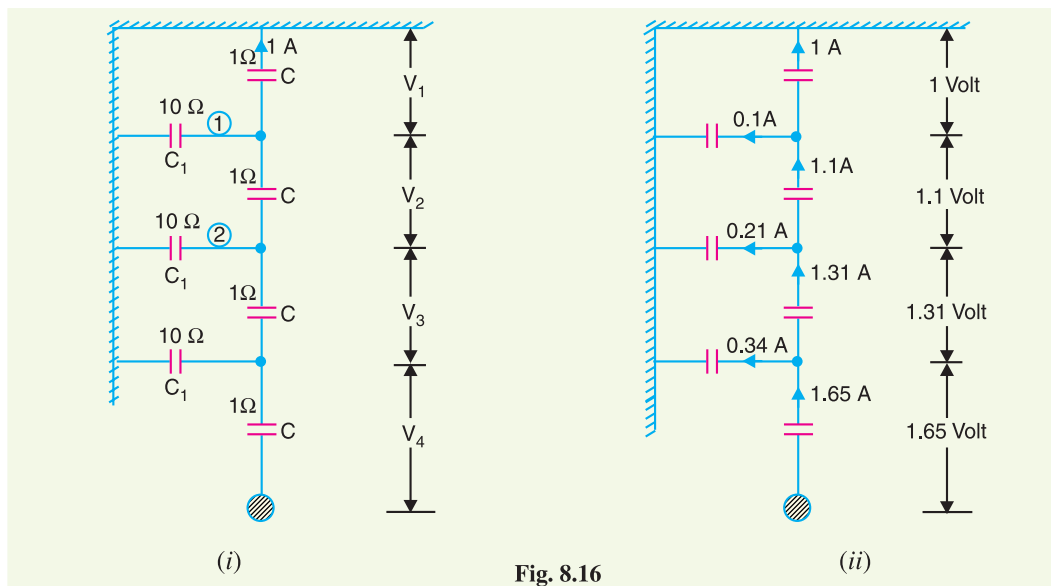 1Ω
1 A
C
V1
10 Ω
1
C1
1Ω
C
V2
10 Ω
2
C1
1Ω
C
V3
10 Ω
C1
1Ω
C
V4
(i)
1 A
1 Volt
0.1A
1.1A
1.1 Volt
0.21 A
1.31 A
1.31 Volt
0.34 A
1.65 A
1.65 Volt
(ii)
Fig. 8.16